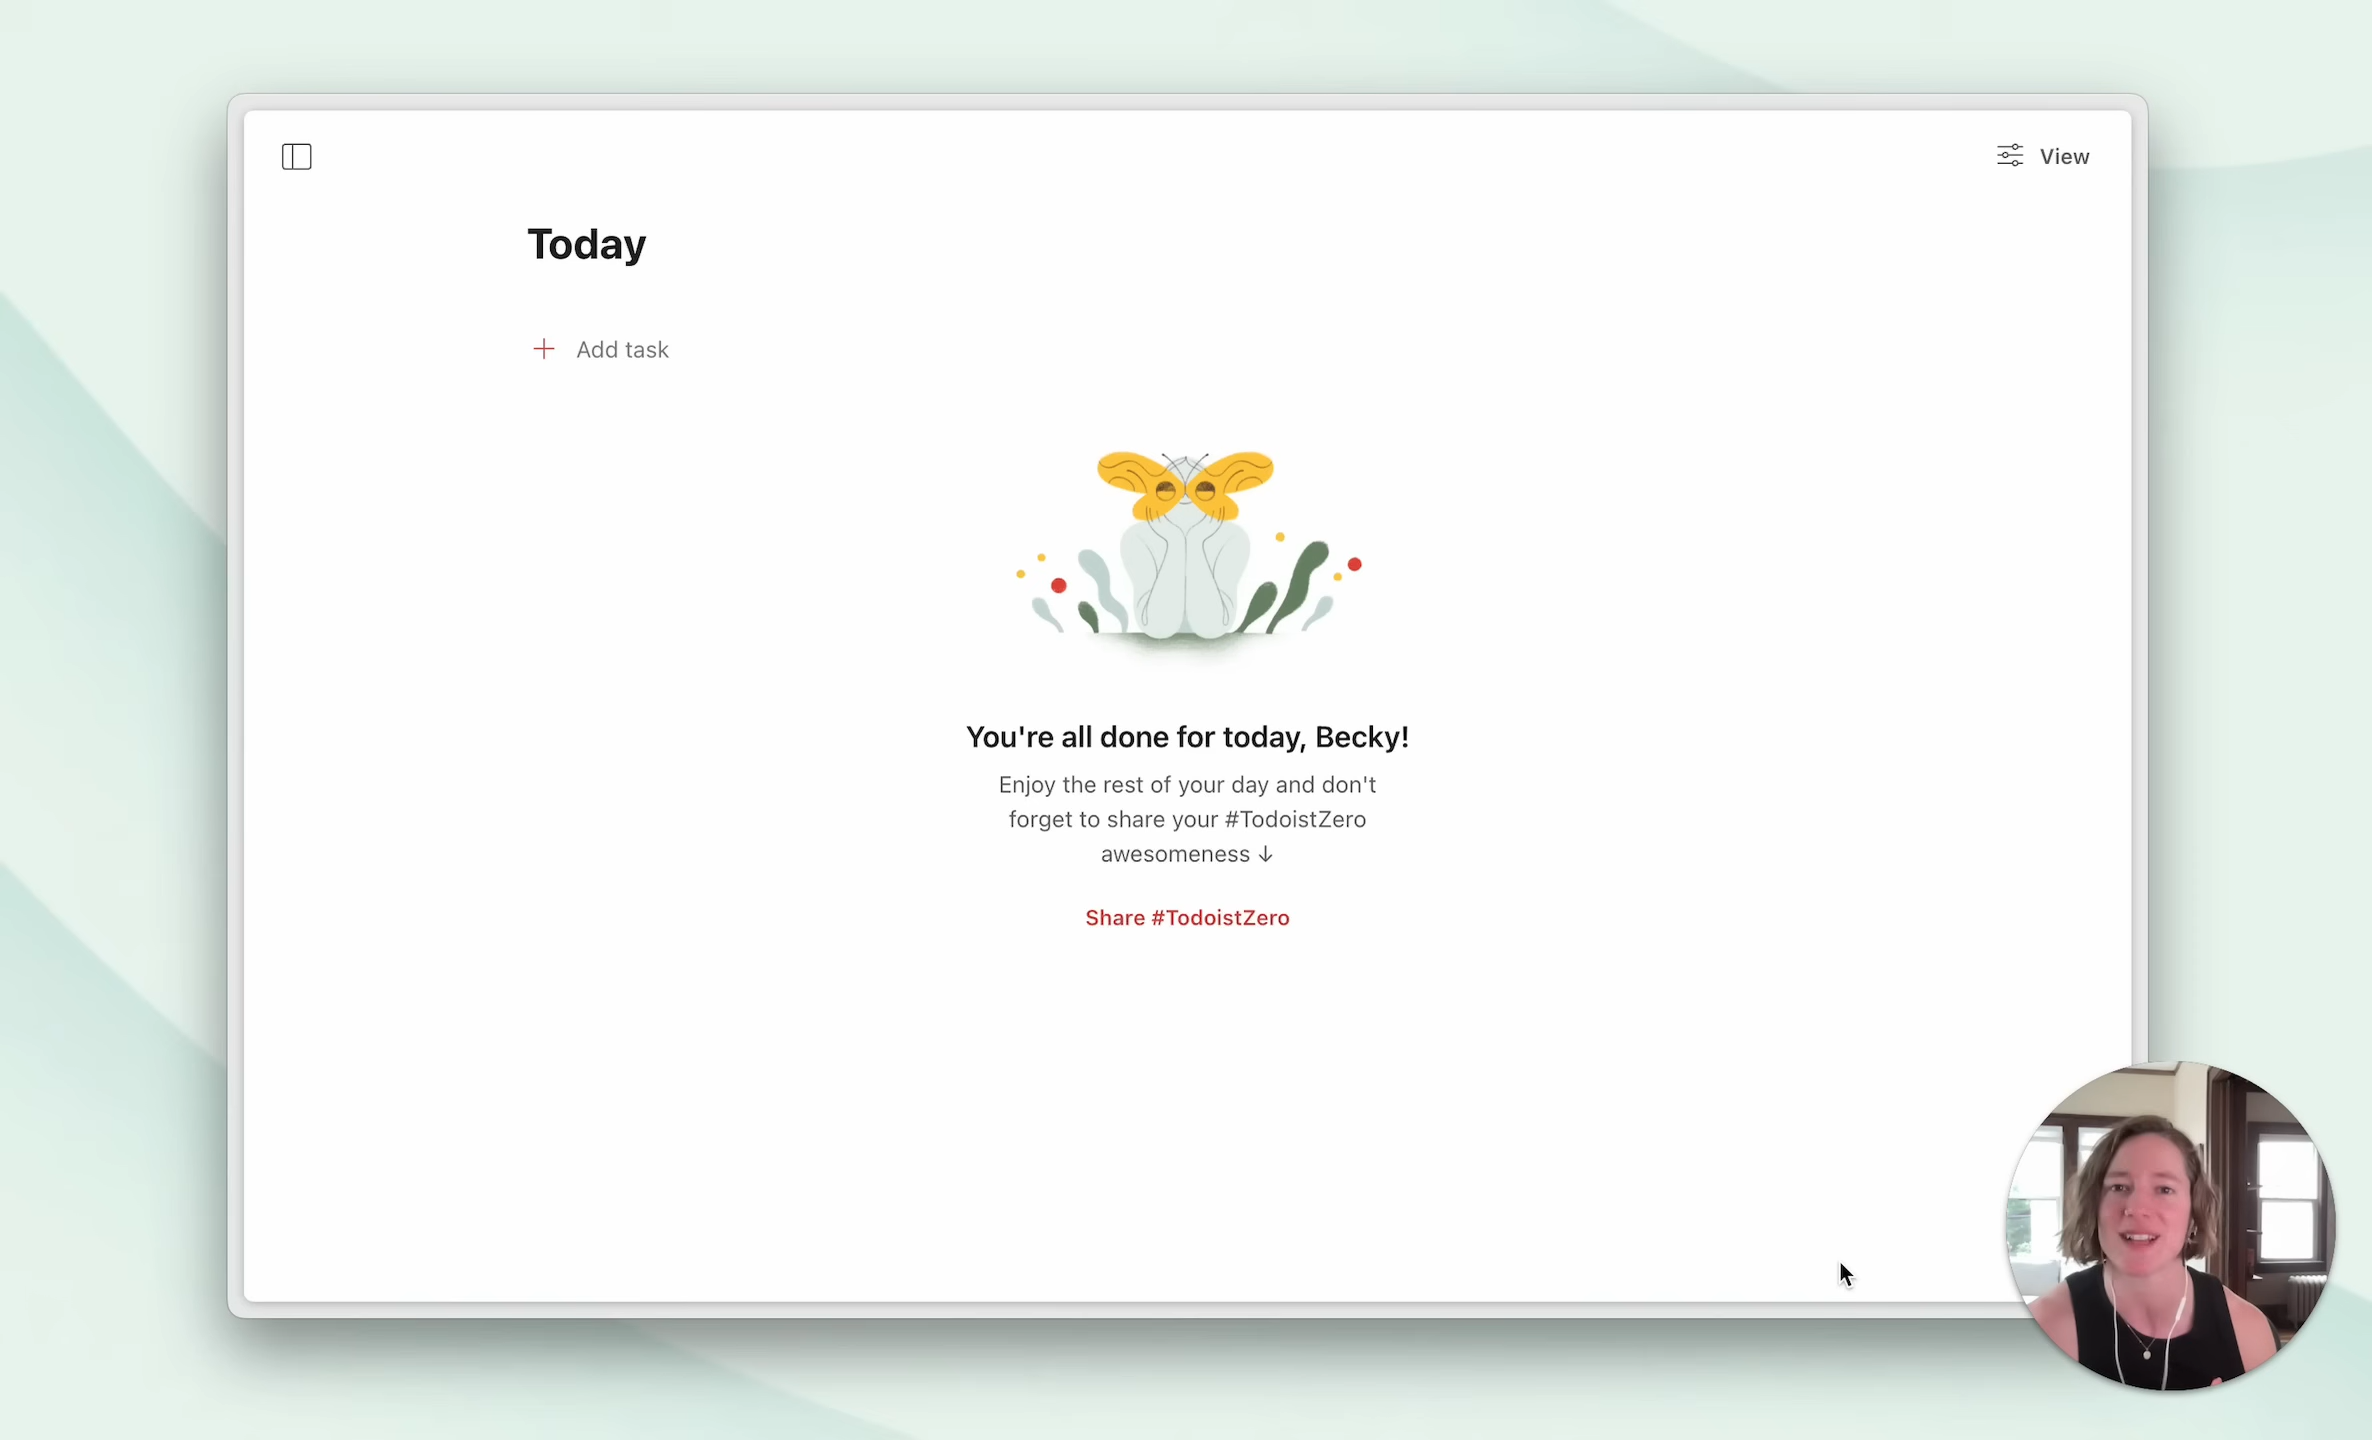 View
Today
Add task
You're all done for today, Becky!
Enjoy the rest of your day and don't
forget to share your #TodoistZero
awesomeness ↓
Share #TodoistZero